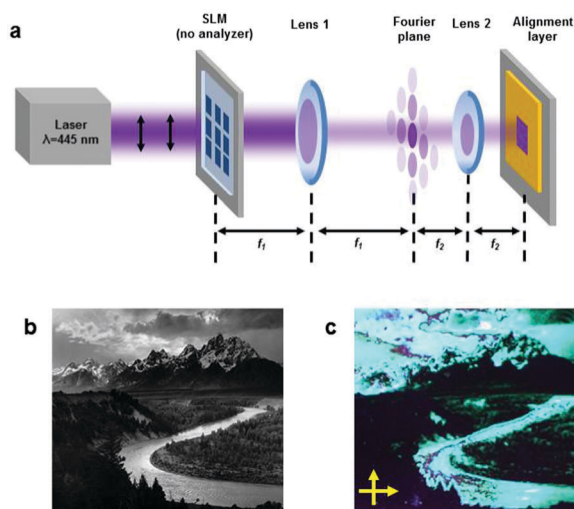 a
SLM
(no analyzer)
Lens 1
Fourier
plane
Lens 2
Alignment
layer
Laser
λ=445 nm
f₁
f₁
f₂
f₂
b
c